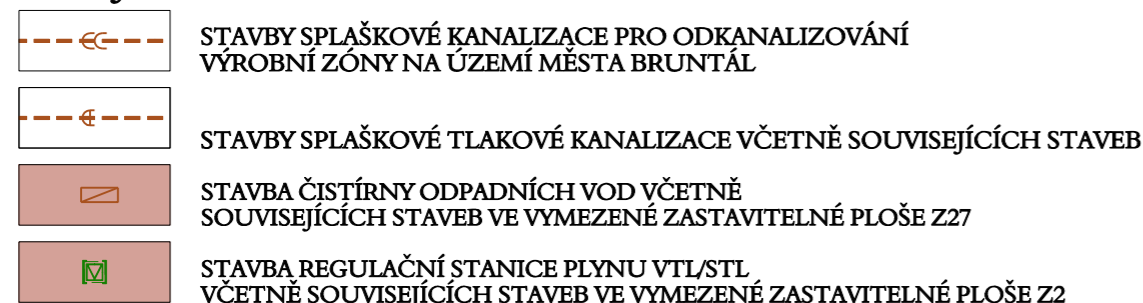 STAVBY SPLAŠKOVÉ KANALIZACE PRO ODKANALIZOVÁNÍ
VÝROBNÍ ZÓNY NA ÚZEMÍ MĚSTA BRUNTÁL
STAVBY SPLAŠKOVÉ TLAKOVÉ KANALIZACE VČETNĚ SOUVISEJÍCÍCH STAVEB
STAVBA ČISTÍRNY ODPADNÍCH VOD VČETNĚ
SOUVISEJÍCÍCH STAVEB VE VYMEZENÉ ZASTAVITELNÉ PLOŠE Z27
STAVBA REGULAČNÍ STANICE PLYNU VTL/STL
VČETNĚ SOUVISEJÍCÍCH STAVEB VE VYMEZENÉ ZASTAVITELNÉ PLOŠE Z2